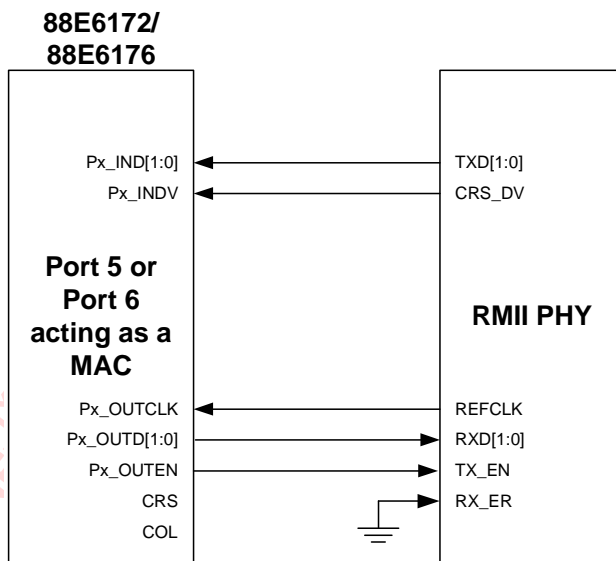 88E6172/
88E6176
Px_IND[1:0]
TXD[1:0]
Px_INDV
CRS_DV
Port 5 or
Port 6
acting as a
MAC
RMII PHY
Px_OUTCLK
REFCLK
Px_OUTD[1:0]
RXD[1:0]
Px_OUTEN
TX_EN
CRS
RX_ER
COL